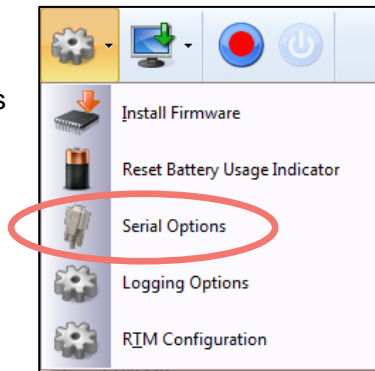 s
Install Firmware
Reset Battery Usage Indicator
Serial Options
Logging Options
RTM Configuration